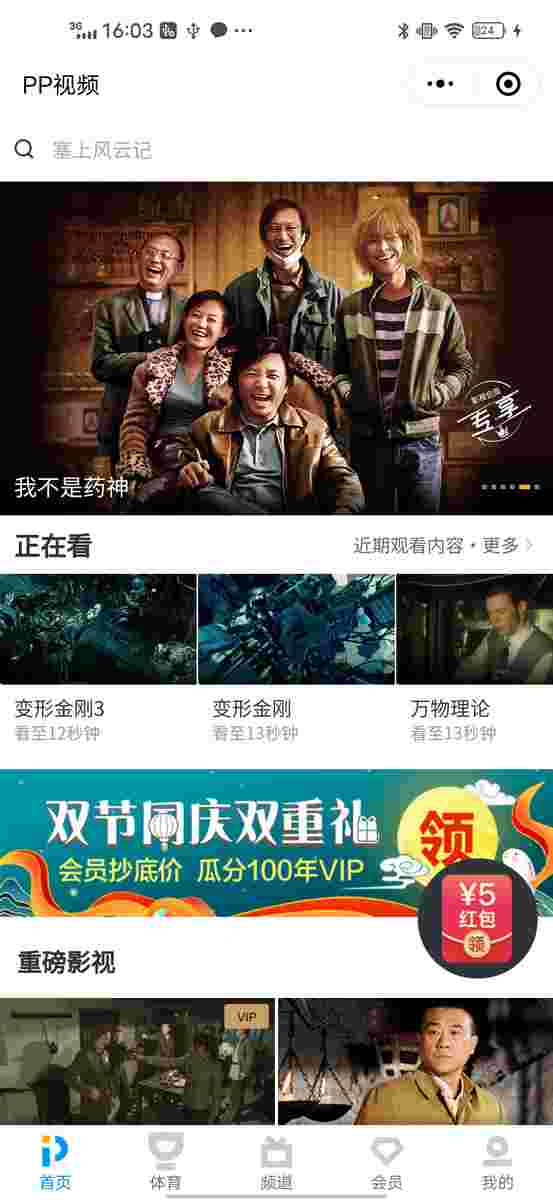 3G 16:03 24
PP视频
塞上风云记
影视会员
专享
我不是药神
正在看
近期观看内容·更多
变形金刚3
变形金刚
万物理论
看至12秒钟
看至13秒钟
看至13秒钟
双节同庆双重礼
领
会员抄底价 瓜分100年VIP
¥5
红包
领
重磅影视
VIP
首页
体育
频道
会员
我的